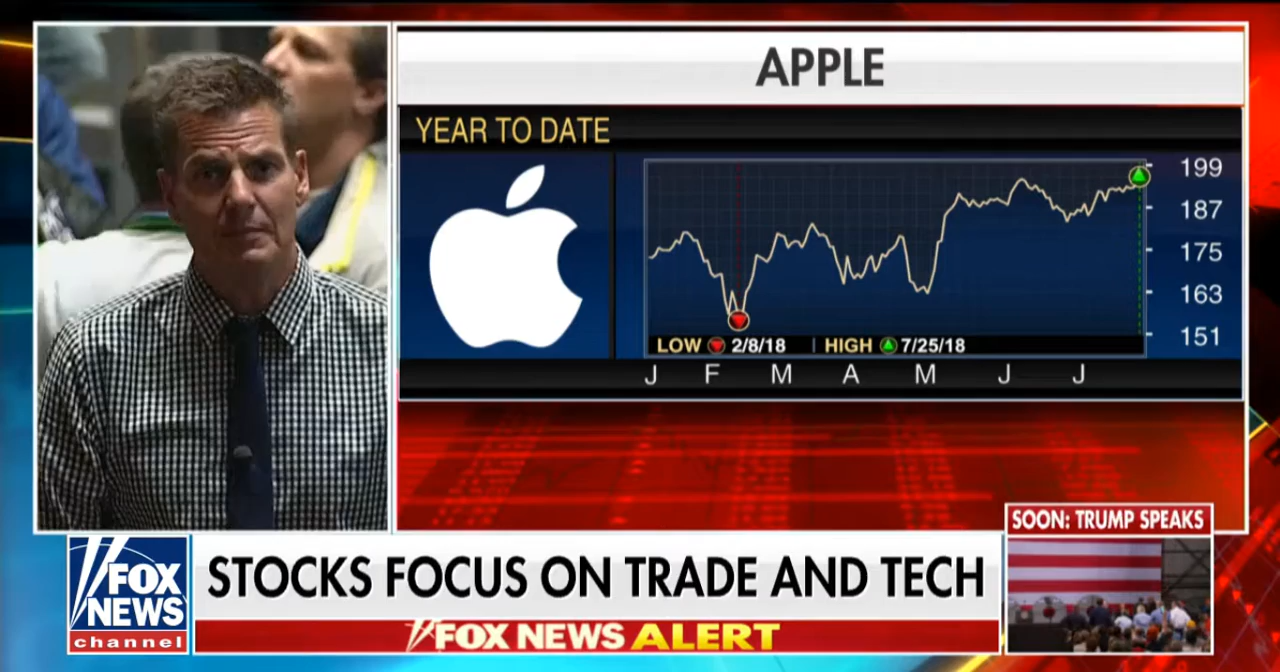 APPLE
YEAR TO DATE
199
187
175
163
151
LOW 2/8/18 | HIGH 7/25/18
J F M A M J J
SOON: TRUMP SPEAKS
STOCKS FOCUS ON TRADE AND TECH
FOX
NEWS
channel
FOX NEWS ALERT